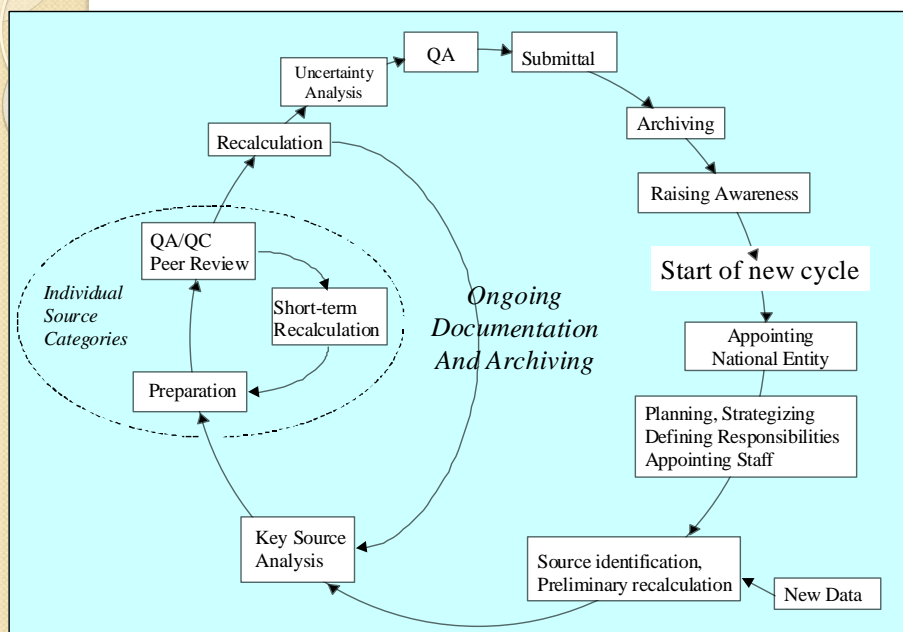 QA
Submittal
Uncertainty
Analysis
Archiving
Recalculation
Raising Awareness
QA/QC
Peer Review
Start of new cycle
Individual
Source
Categories
Short-term
Recalculation
Ongoing
Documentation
And Archiving
Appointing
National Entity
Preparation
Planning, Strategizing
Defining Responsibilities
Appointing Staff
Key Source
Analysis
Source identification,
Preliminary recalculation
New Data